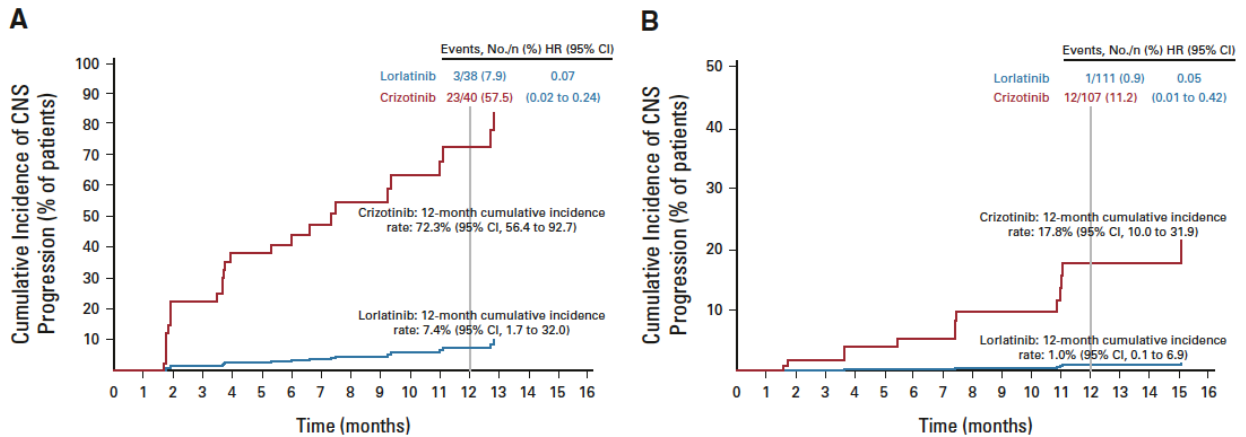 A
Events, No./n (%) HR (95% CI)
Lorlatinib 3/38 (7.9) 0.07
Crizotinib 23/40 (57.5) (0.02 to 0.24)
Cumulative Incidence of CNS
Progression (% of patients)
100
90
80
70
60
50
40
30
20
10
Crizotinib: 12-month cumulative incidence
rate: 72.3% (95% CI, 56.4 to 92.7)
Lorlatinib: 12-month cumulative incidence
rate: 7.4% (95% CI, 1.7 to 32.0)
0 1 2 3 4 5 6 7 8 9 10 11 12 13 14 15 16
Time (months)
B
Events, No./n (%) HR (95% CI)
Lorlatinib 1/111 (0.9) 0.05
Crizotinib 12/107 (11.2) (0.01 to 0.42)
Cumulative Incidence of CNS
Progression (% of patients)
50
40
30
20
10
Crizotinib: 12-month cumulative incidence
rate: 17.8% (95% CI, 10.0 to 31.9)
Lorlatinib: 12-month cumulative incidence
rate: 1.0% (95% CI, 0.1 to 6.9)
0 1 2 3 4 5 6 7 8 9 10 11 12 13 14 15 16
Time (months)